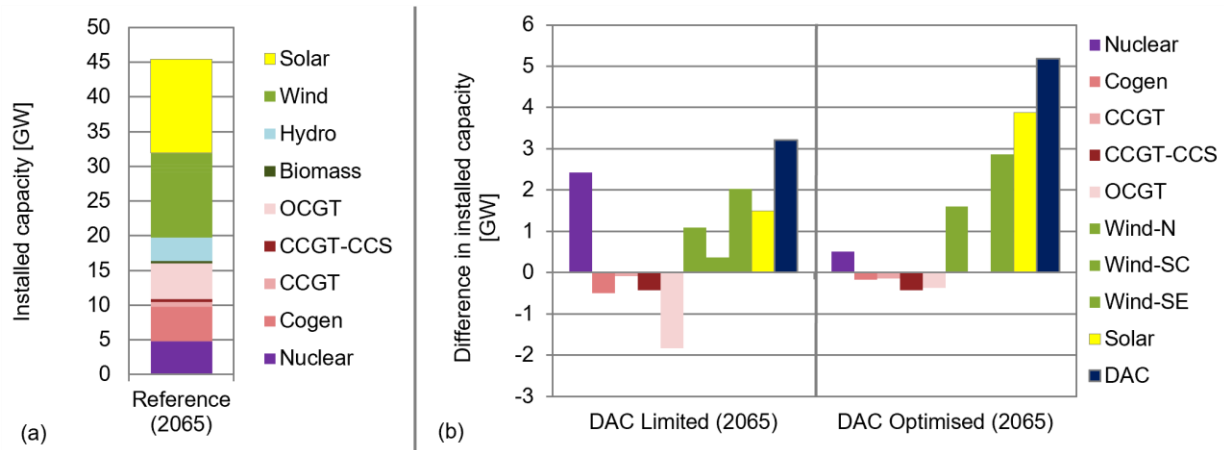 Installed capacity [GW]
50
45
40
35
30
25
20
15
10
5
0
Reference
(2065)
Solar
Wind
Hydro
Biomass
OCGT
CCGT-CCS
CCGT
Cogen
Nuclear
(a)
Difference in installed capacity
[GW]
6
5
4
3
2
1
0
-1
-2
-3
DAC Limited (2065)
DAC Optimised (2065)
Nuclear
Cogen
CCGT
CCGT-CCS
OCGT
Wind-N
Wind-SC
Wind-SE
Solar
DAC
(b)